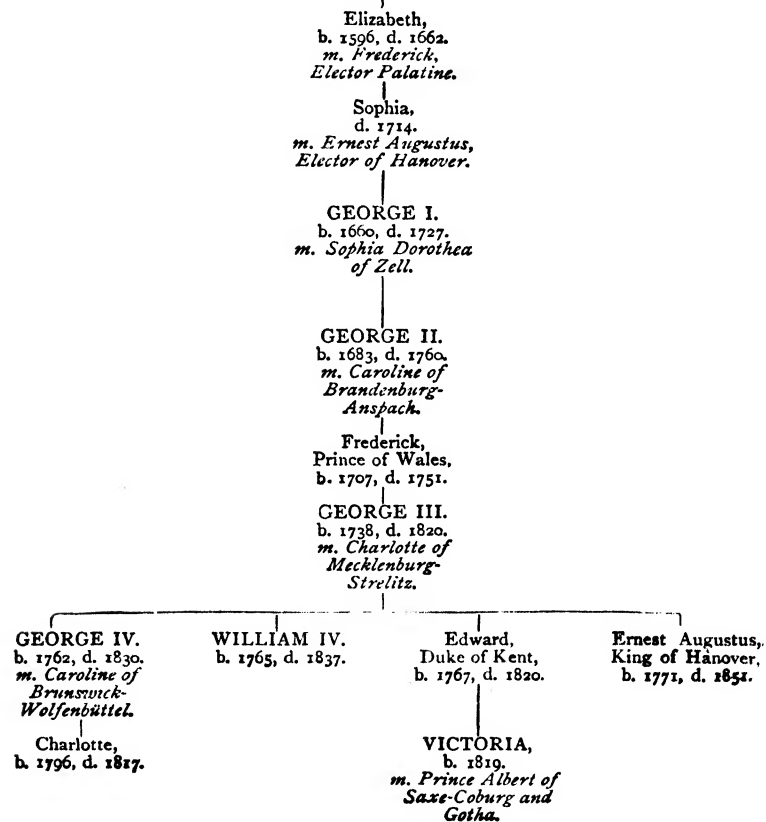 Elizabeth,
b. 1596, d. 1662.
m. Frederick,
Elector Palatine.
Sophia,
d. 1714.
m. Ernest Augustus,
Elector of Hanover.
GEORGE I.
b. 1660, d. 1727.
m. Sophia Dorothea
of Zell.
GEORGE II.
b. 1683, d. 1760.
m. Caroline of
Brandenburg-
Anspach.
Frederick,
Prince of Wales,
b. 1707, d. 1751.
GEORGE III.
b. 1738, d. 1820.
m. Charlotte of
Mecklenburg-
Strelitz.
GEORGE IV.
b. 1762, d. 1830.
m. Caroline of
Brunswick-
Wolfenbüttel.
Charlotte,
b. 1796, d. 1817.
WILLIAM IV.
b. 1765, d. 1837.
Edward,
Duke of Kent,
b. 1767, d. 1820.
VICTORIA,
b. 1819.
m. Prince Albert of
Saxe-Coburg and
Gotha.
Ernest Augustus,
King of Hanover,
b. 1771, d. 1851.